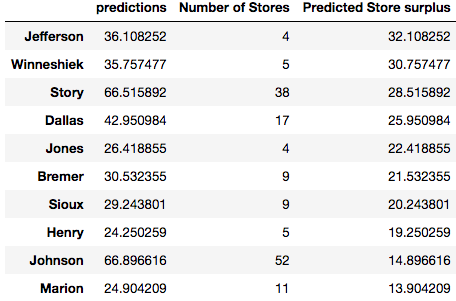 predictions Number of Stores Predicted Store surplus
Jefferson 36.108252 4 32.108252
Winneshiek 35.757477 5 30.757477
Story 66.515892 38 28.515892
Dallas 42.950984 17 25.950984
Jones 26.418855 4 22.418855
Bremer 30.532355 9 21.532355
Sioux 29.243801 9 20.243801
Henry 24.250259 5 19.250259
Johnson 66.896616 52 14.896616
Marion 24.904209 11 13.904209